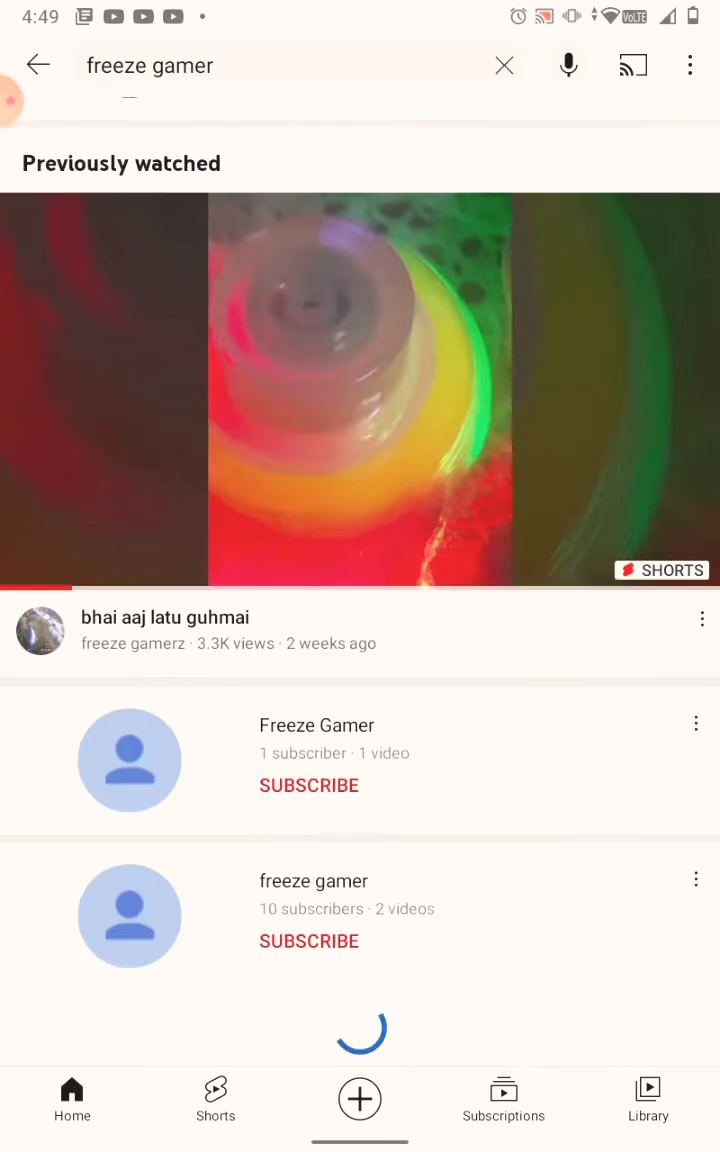 4:49
VoLTE
freeze gamer
Previously watched
SHORTS
bhai aaj latu guhmai
freeze gamerz · 3.3K views · 2 weeks ago
Freeze Gamer
1 subscriber · 1 video
SUBSCRIBE
freeze gamer
10 subscribers · 2 videos
SUBSCRIBE
Home
Shorts
Subscriptions
Library